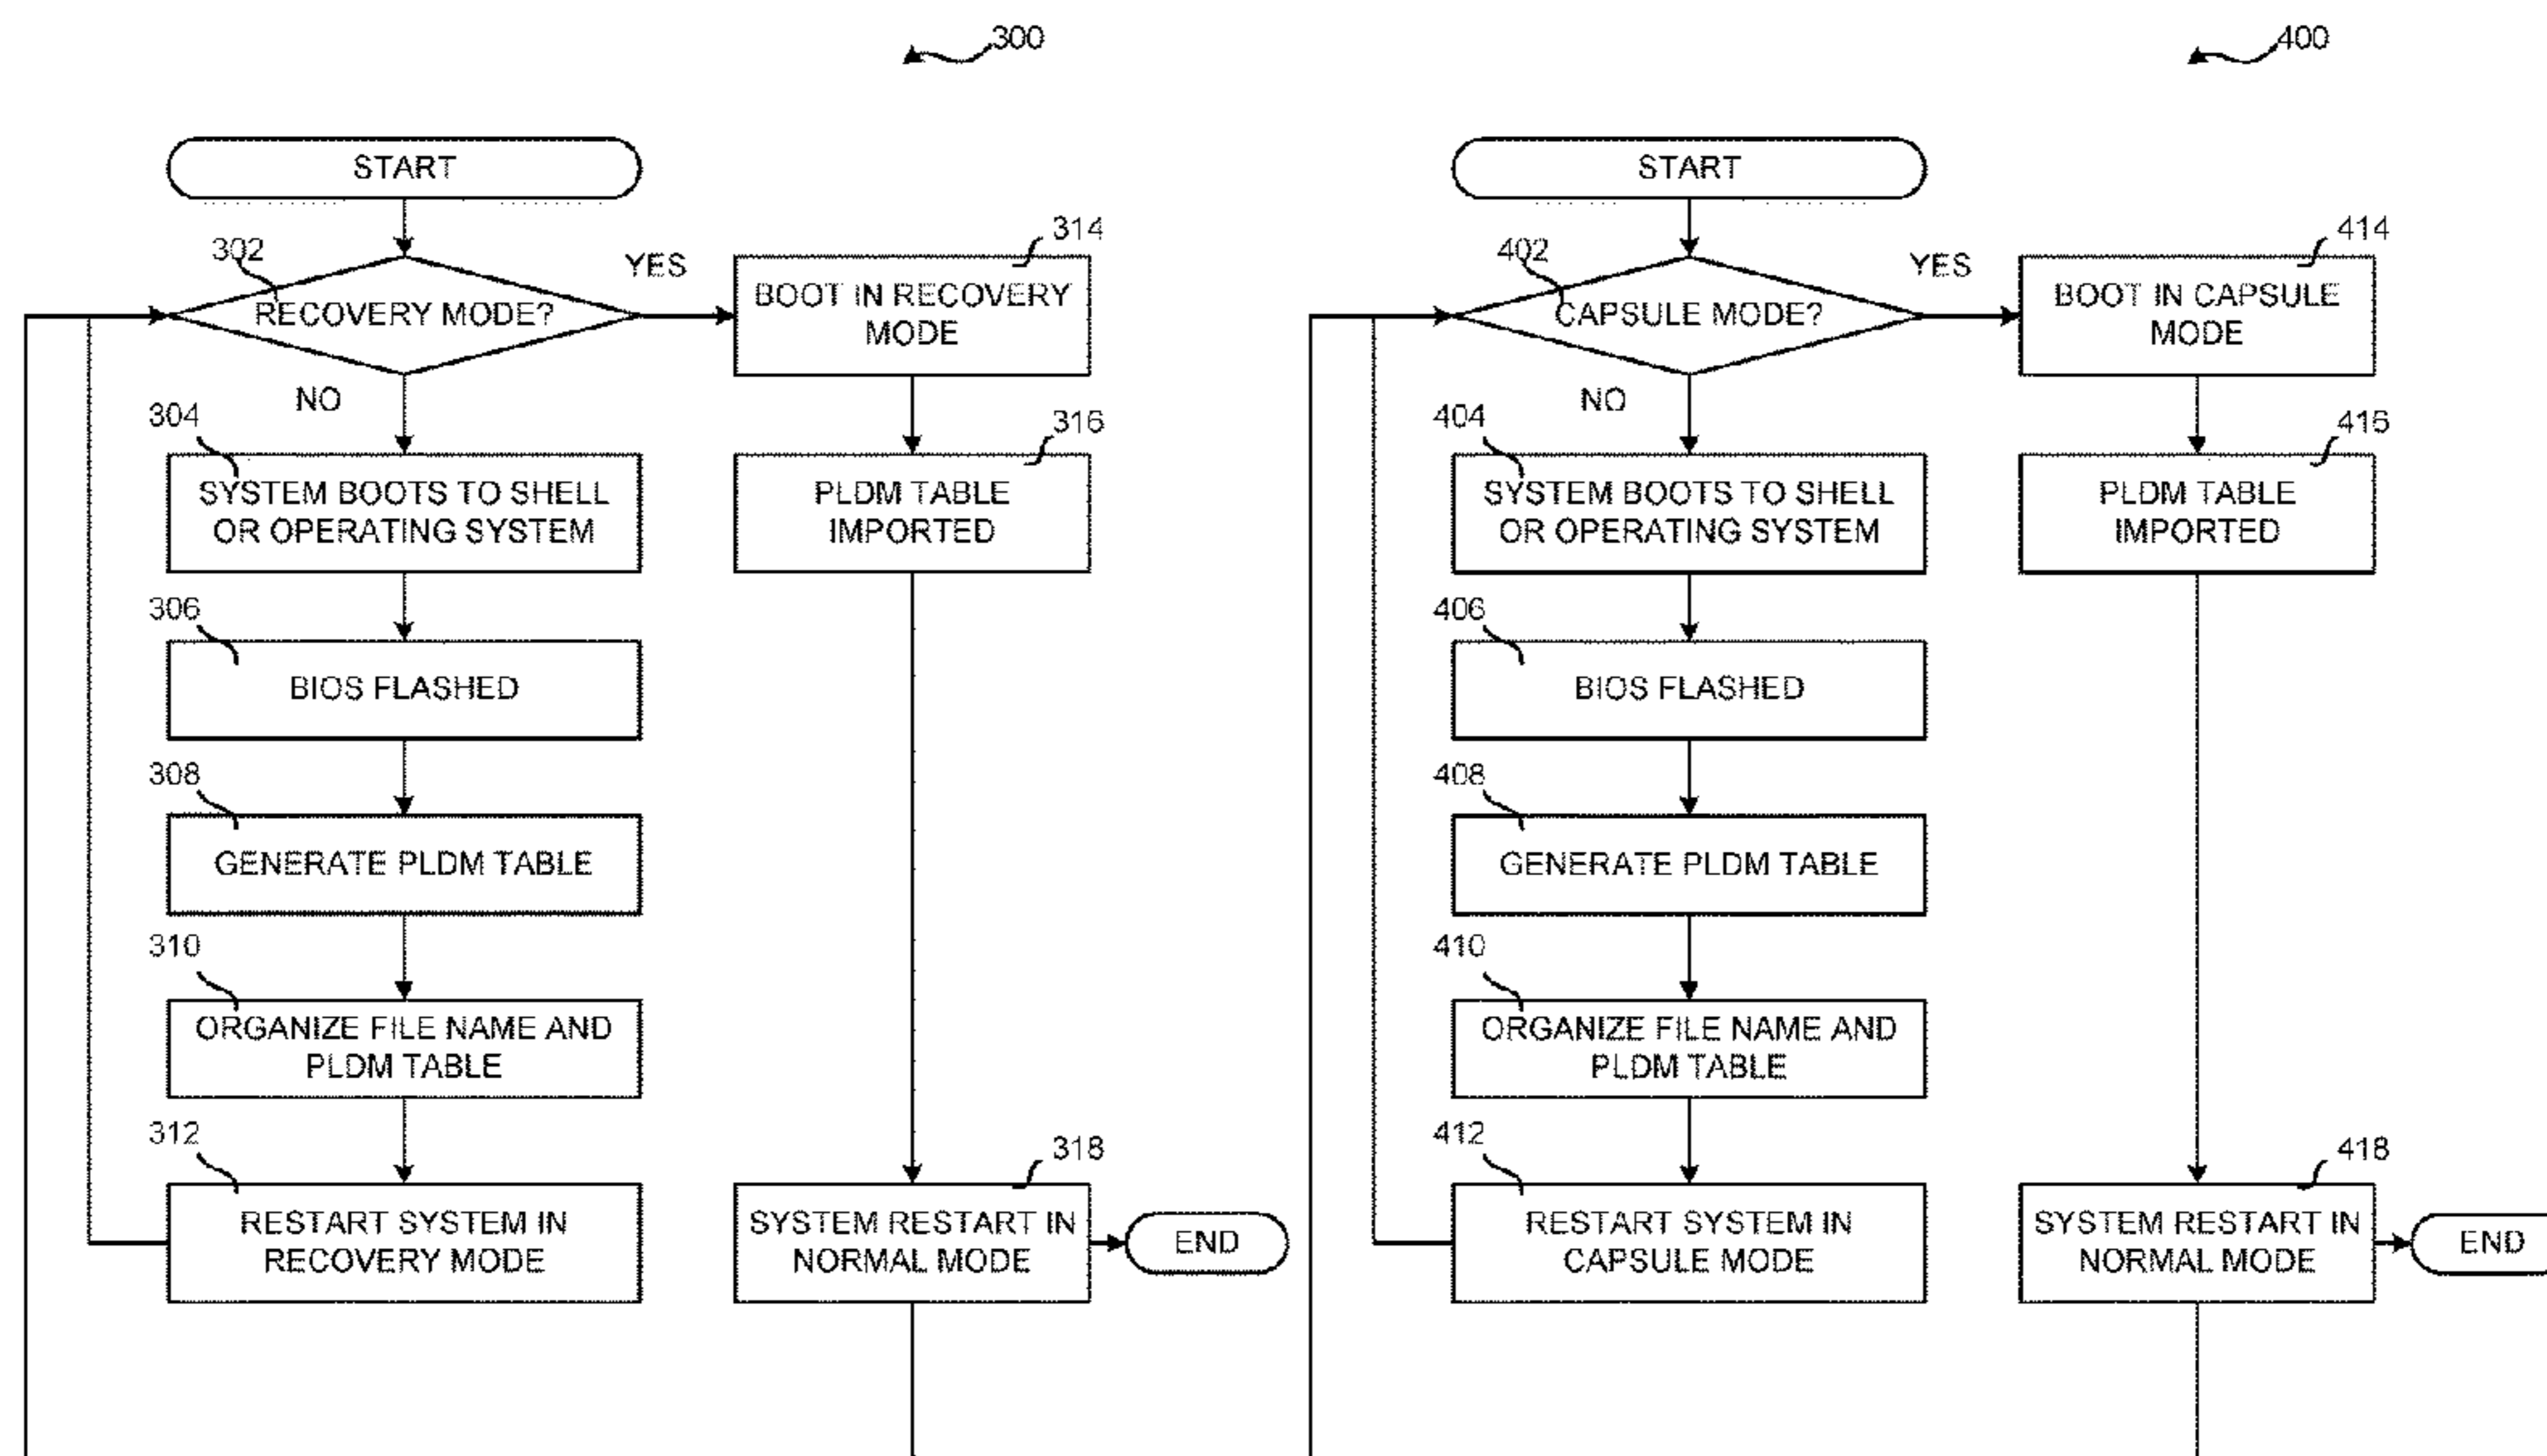 300
START
302
RECOVERY MODE?
YES
314
BOOT IN RECOVERY
MODE
NO
304
SYSTEM BOOTS TO SHELL
OR OPERATING SYSTEM
316
PLDM TABLE
IMPORTED
306
BIOS FLASHED
308
GENERATE PLDM TABLE
310
ORGANIZE FILE NAME AND
PLDM TABLE
312
RESTART SYSTEM IN
RECOVERY MODE
318
SYSTEM RESTART IN
NORMAL MODE
END
400
START
402
CAPSULE MODE?
YES
414
BOOT IN CAPSULE
MODE
NO
404
SYSTEM BOOTS TO SHELL
OR OPERATING SYSTEM
416
PLDM TABLE
IMPORTED
406
BIOS FLASHED
408
GENERATE PLDM TABLE
410
ORGANIZE FILE NAME AND
PLDM TABLE
412
RESTART SYSTEM IN
CAPSULE MODE
418
SYSTEM RESTART IN
NORMAL MODE
END